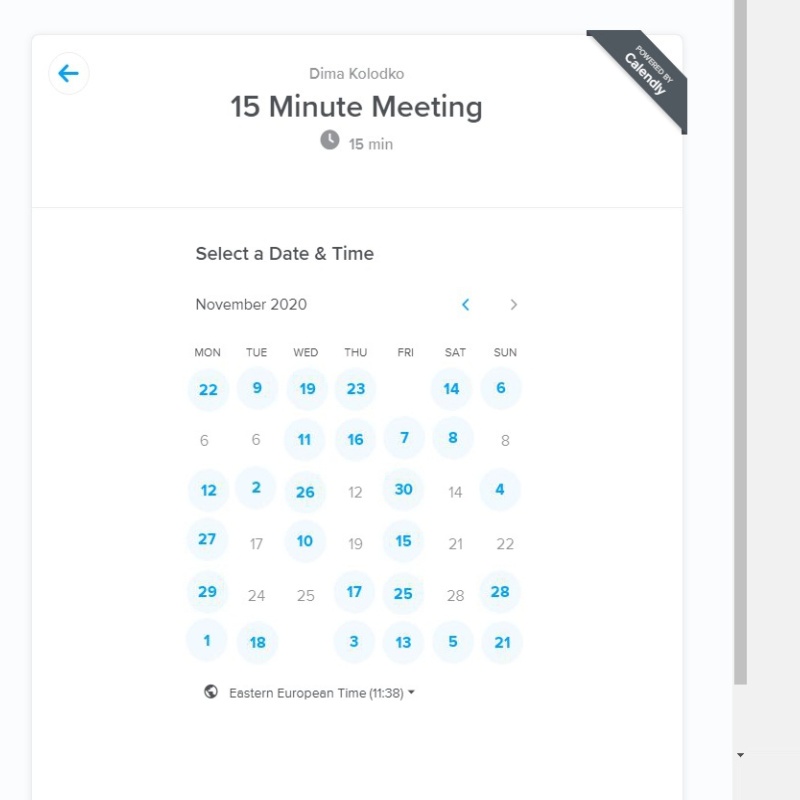 POWERED BY
Calendly
Dima Kolodko
15 Minute Meeting
15 min
Select a Date & Time
November 2020
MON TUE WED THU FRI SAT SUN
22 9 19 23 14 6
6 6 11 16 7 8 8
12 2 26 12 30 14 4
27 17 10 19 15 21 22
29 24 25 17 25 28 28
1 18 3 13 5 21
Eastern European Time (11:38)